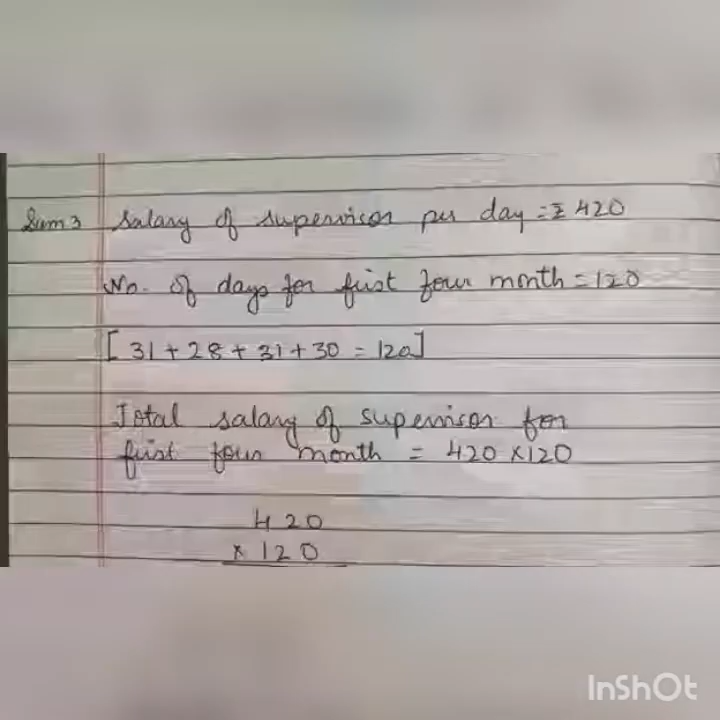 Sum 3 Salary of supervisor per day = ₹ 420
No. of days for first four month = 120
[ 31 + 28 + 31 + 30 = 120]
Total salary of supervisor for
first four month = 420 × 120
420
× 120
InShOt